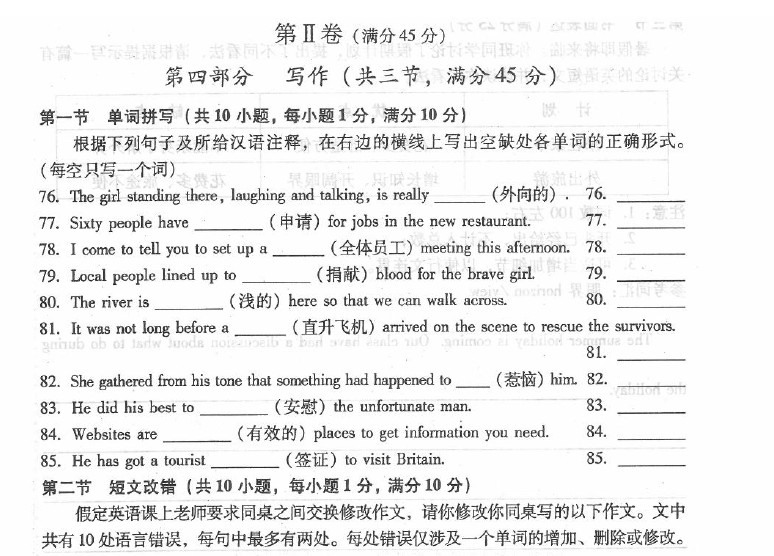 第Ⅱ卷（满分45分）
第四部分 写作（共三节，满分45分）
第一节 单词拼写（共10小题，每小题1分，满分10分）
根据下列句子及所给汉语注释，在右边的横线上写出空缺处各单词的正确形式。
（每空只写一个词）
76. The girl standing there, laughing and talking, is really ______（外向的）. 76. ______
77. Sixty people have ______（申请）for jobs in the new restaurant. 77. ______
78. I come to tell you to set up a ______（全体员工）meeting this afternoon. 78. ______
79. Local people lined up to ______（捐献）blood for the brave girl. 79. ______
80. The river is ______（浅的）here so that we can walk across. 80. ______
81. It was not long before a ______（直升飞机）arrived on the scene to rescue the survivors.
81. ______
82. She gathered from his tone that something had happened to ____（惹恼）him. 82. ______
83. He did his best to ______（安慰）the unfortunate man. 83. ______
84. Websites are ______（有效的）places to get information you need. 84. ______
85. He has got a tourist ______（签证）to visit Britain. 85. ______
第二节 短文改错（共10小题，每小题1分，满分10分）
假定英语课上老师要求同桌之间交换修改作文，请你修改你同桌写的以下作文。文中
共有10处语言错误，每句中最多有两处。每处错误仅涉及一个单词的增加、删除或修改。